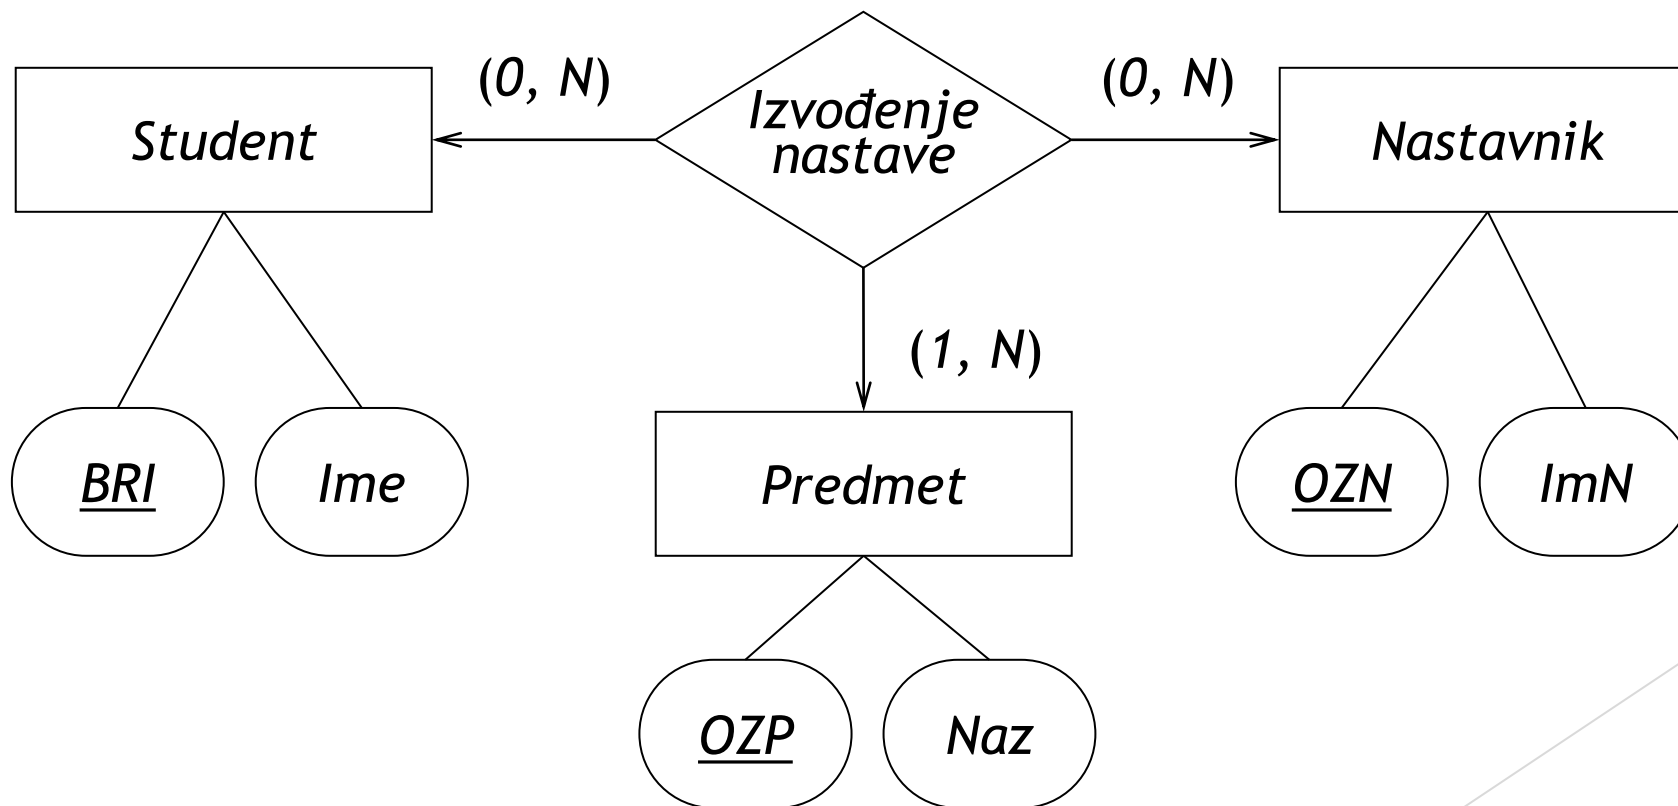 (0, N)
(0, N)
Student
Izvođenje
nastave
Nastavnik
(1, N)
BRI
Ime
Predmet
OZN
ImN
OZP
Naz